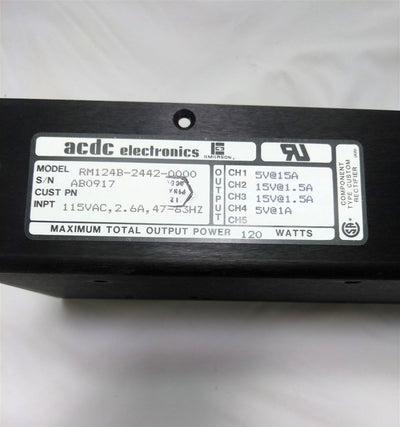 acdc electronics
EMERSON
MODEL RM124B-2442-0000
S/N AB0917
CUST PN
INPT 115VAC, 2.6A, 47-63HZ
OUTPUT
CH1 5V@15A
CH2 15V@1.5A
CH3 15V@1.5A
CH4 5V@1A
CH5
MAXIMUM TOTAL OUTPUT POWER 120 WATTS
COMPONENT
TYPE CUSTOM
RECTIFIER